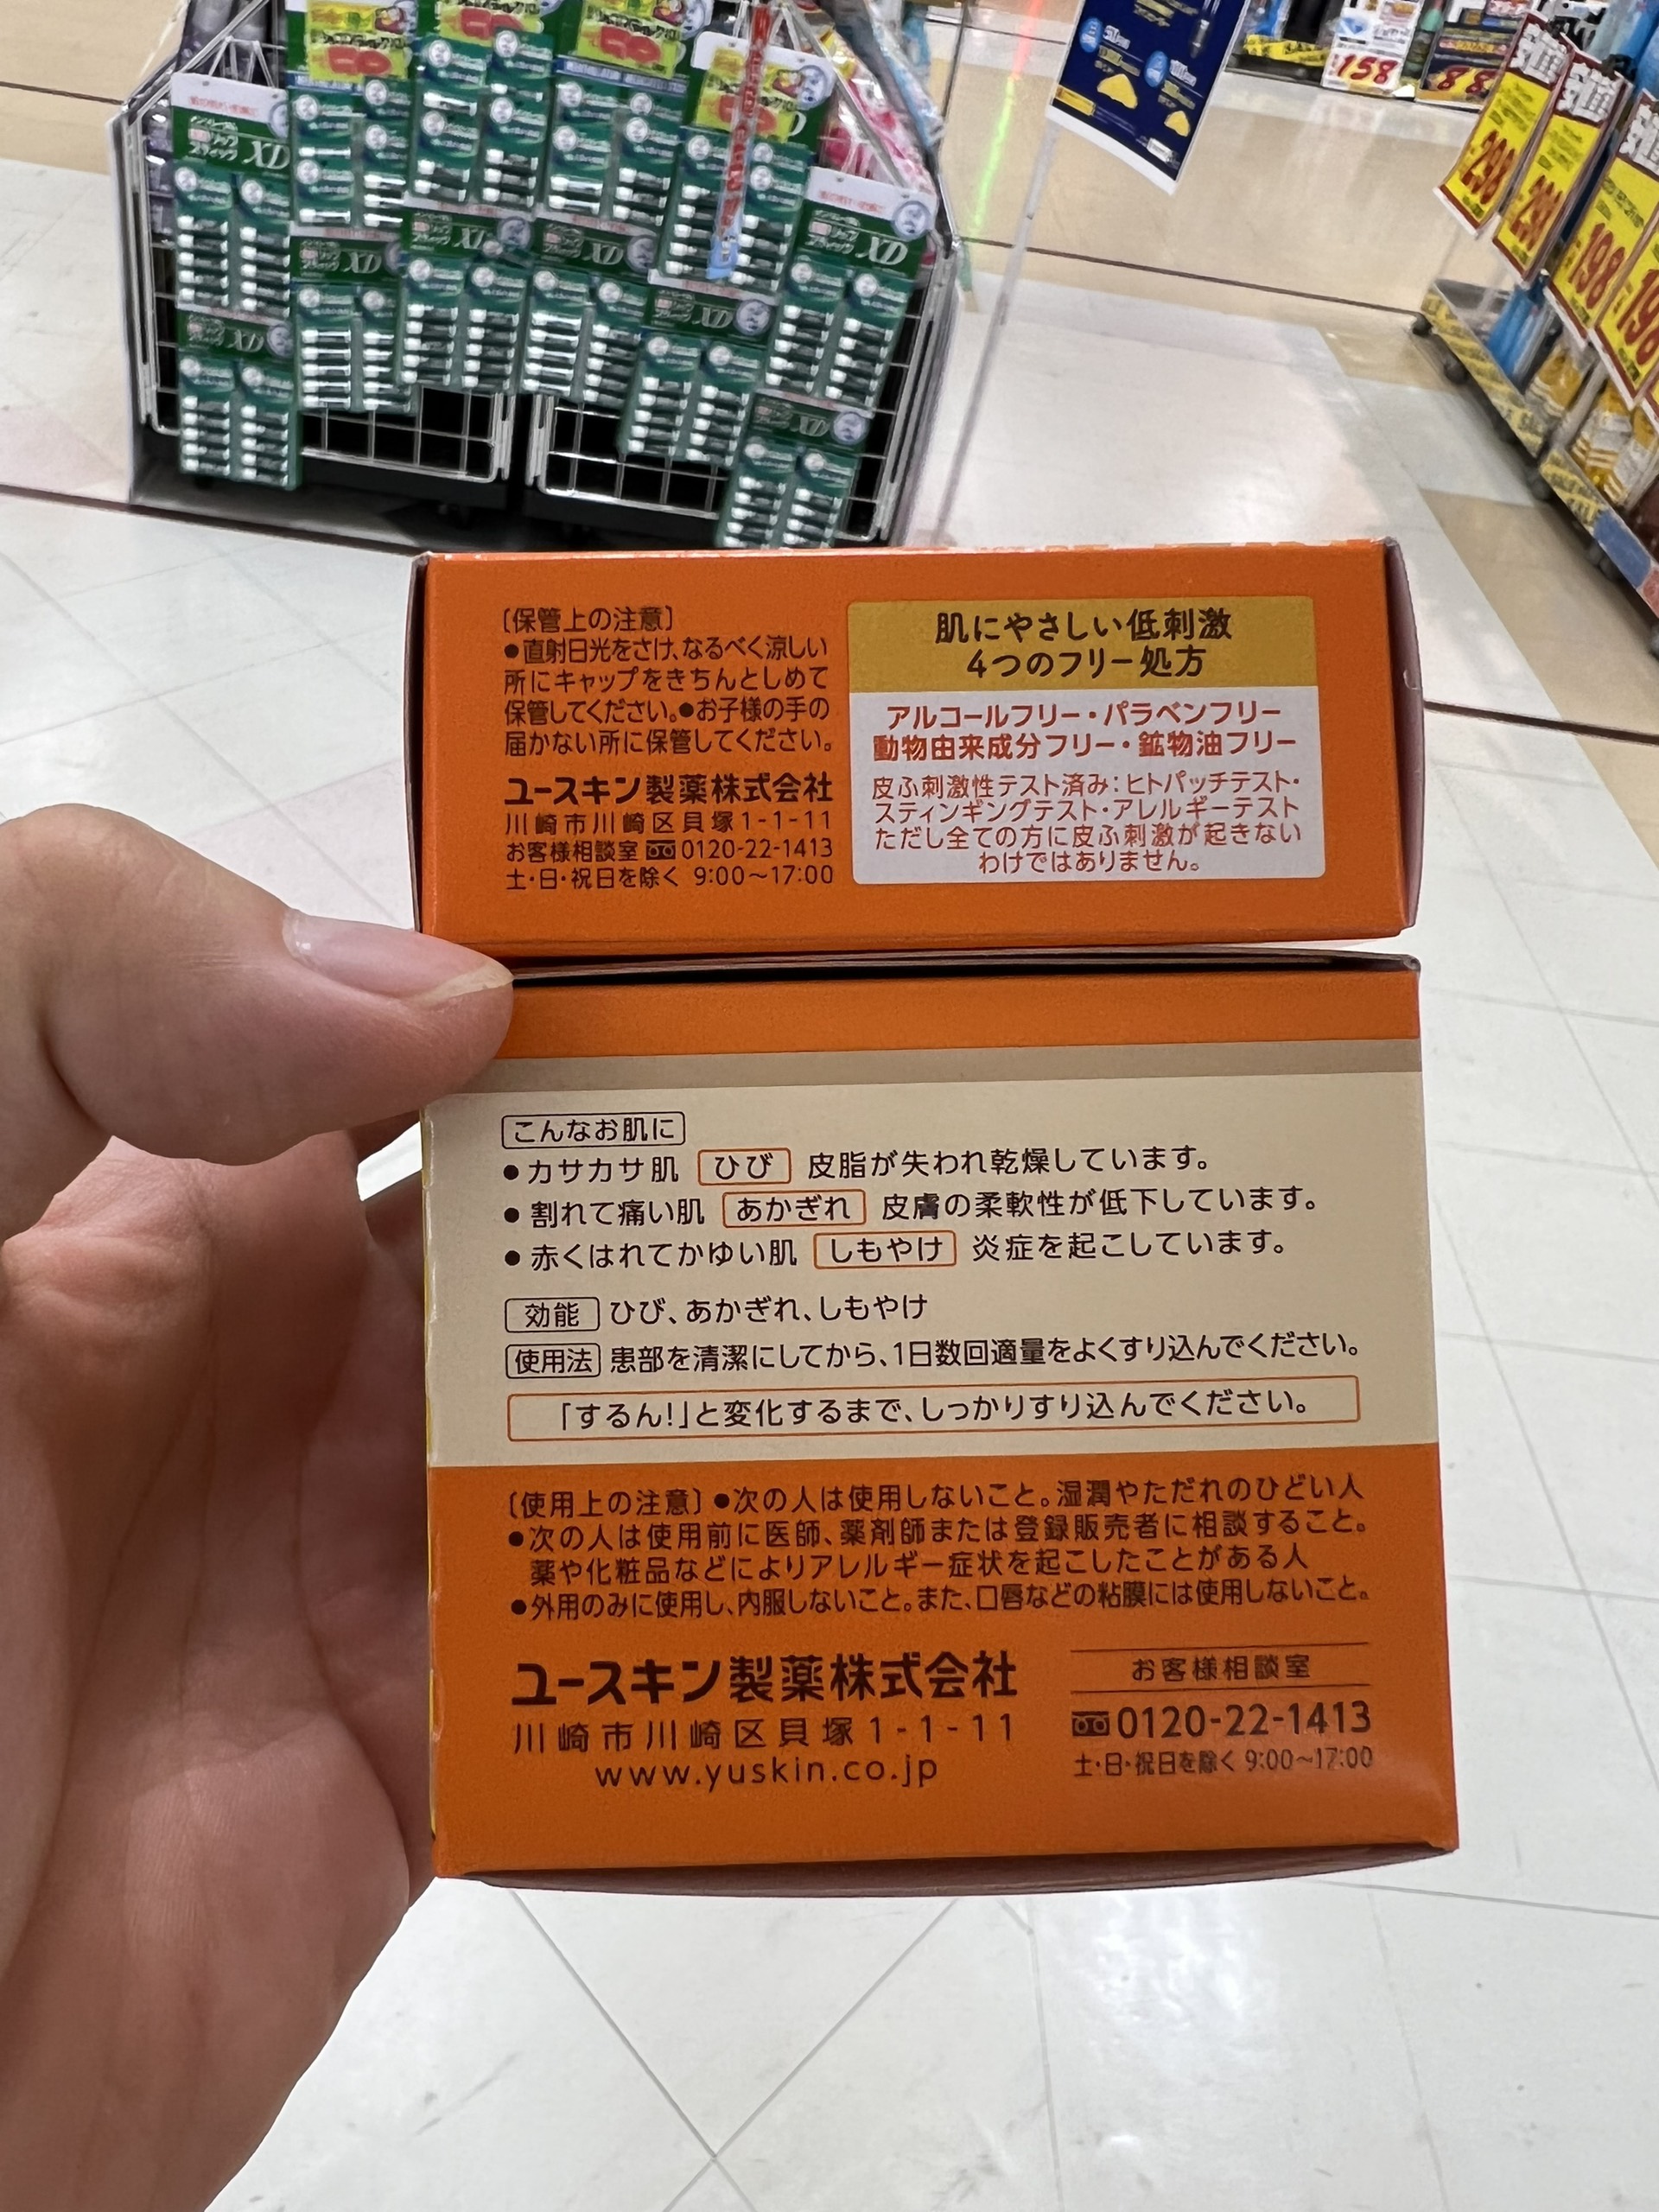 XD
XD
XD
XD
XD
XD
XD
XD
158
88
298
298
198
198
〔保管上の注意〕
●直射日光をさけ、なるべく涼しい
所にキャップをきちんとしめて
保管してください。●お子様の手の
届かない所に保管してください。
ユースキン製薬株式会社
川崎市川崎区貝塚1-1-11
お客様相談室 0120-22-1413
土・日・祝日を除く 9:00〜17:00
肌にやさしい低刺激
4つのフリー処方
アルコールフリー・パラベンフリー
動物由来成分フリー・鉱物油フリー
皮ふ刺激性テスト済み：ヒトパッチテスト・
スティンギングテスト・アレルギーテスト
ただし全ての方に皮ふ刺激が起きない
わけではありません。
こんなお肌に
●カサカサ肌 ひび 皮脂が失われ乾燥しています。
●割れて痛い肌 あかぎれ 皮膚の柔軟性が低下しています。
●赤くはれてかゆい肌 しもやけ 炎症を起こしています。
効能 ひび、あかぎれ、しもやけ
使用法 患部を清潔にしてから、1日数回適量をよくすり込んでください。
「するん!」と変化するまで、しっかりすり込んでください。
〔使用上の注意〕●次の人は使用しないこと。湿潤やただれのひどい人
●次の人は使用前に医師、薬剤師または登録販売者に相談すること。
薬や化粧品などによりアレルギー症状を起こしたことがある人
●外用のみに使用し、内服しないこと。また、口唇などの粘膜には使用しないこと。
ユースキン製薬株式会社
川崎市川崎区貝塚1-1-11
www.yuskin.co.jp
お客様相談室
0120-22-1413
土・日・祝日を除く 9:00〜17:00